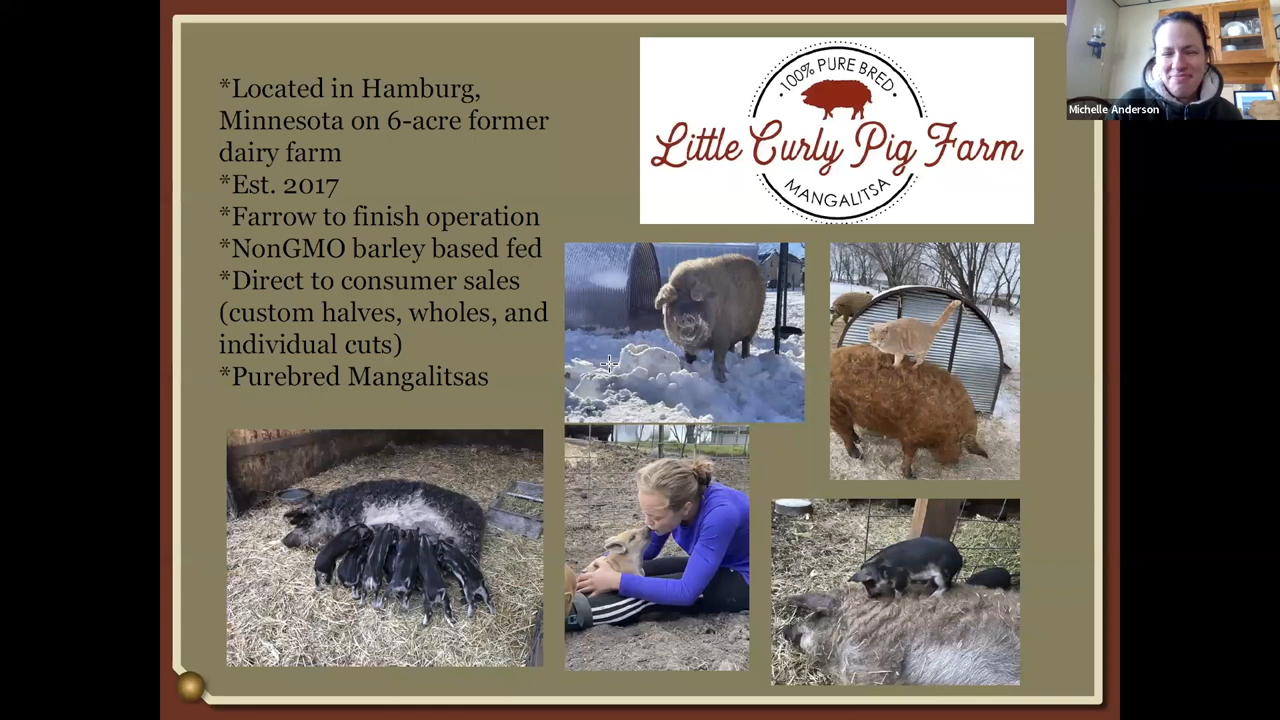 *Located in Hamburg,
Minnesota on 6-acre former
dairy farm
*Est. 2017
*Farrow to finish operation
*NonGMO barley based fed
*Direct to consumer sales
(custom halves, wholes, and
individual cuts)
*Purebred Mangalitsas
100% PURE BRED
Little Curly Pig Farm
MANGALITSA
Michelle Anderson